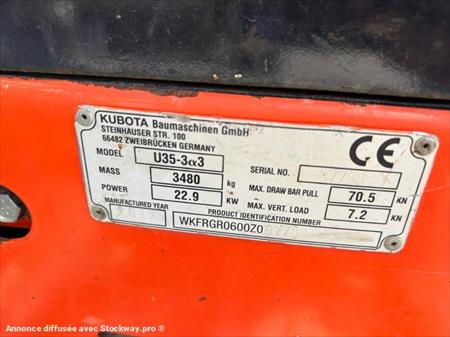 KUBOTA Baumaschinen GmbH
STEINHAUSER STR. 100
66482 ZWEIBRÜCKEN GERMANY
CE
MODEL U35-3α3 SERIAL NO.
MASS 3480 kg MAX. DRAW BAR PULL 70.5 KN
POWER 22.9 KW MAX. VERT. LOAD 7.2 KN
MANUFACTURED YEAR PRODUCT IDENTIFICATION NUMBER
WKFRGR0600Z0
Annonce diffusée avec Stockway.pro ®